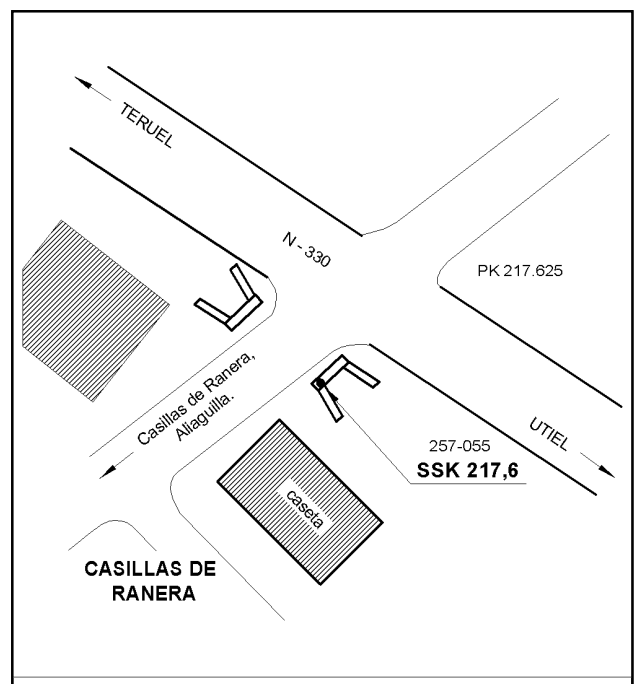 TERUEL
N - 330
PK 217.625
Casillas de Ranera,
Aliaguilla.
UTIEL
257-055
SSK 217,6
caseta
CASILLAS DE
RANERA